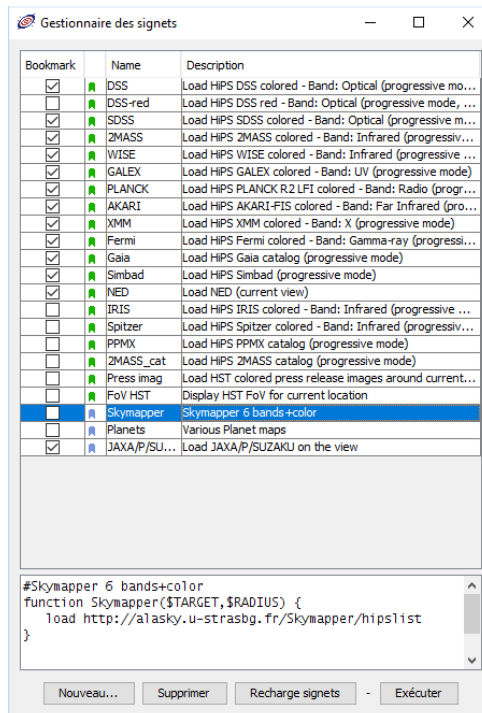 Gestionnaire des signets
Bookmark Name Description
DSS Load HiPS DSS colored - Band: Optical (progressive mo...
DSS-red Load HiPS DSS red - Band: Optical (progressive mode, ...
SDSS Load HiPS SDSS colored - Band: Optical (progressive m...
2MASS Load HiPS 2MASS colored - Band: Infrared (progressiv...
WISE Load HiPS WISE colored - Band: Infrared (progressive ...
GALEX Load HiPS GALEX colored - Band: UV (progressive mode)
PLANCK Load HiPS PLANCK R2 LFI colored - Band: Radio (progr...
AKARI Load HiPS AKARI-FIS colored - Band: Far Infrared (pro...
XMM Load HiPS XMM colored - Band: X (progressive mode)
Fermi Load HiPS Fermi colored - Band: Gamma-ray (progressi...
Gaia Load HiPS Gaia catalog (progressive mode)
Simbad Load HiPS Simbad (progressive mode)
NED Load NED (current view)
IRIS Load HiPS IRIS colored - Band: Infrared (progressive ...
Spitzer Load HiPS Spitzer colored - Band: Infrared (progressiv...
PPMX Load HiPS PPMX catalog (progressive mode)
2MASS_cat Load HiPS 2MASS catalog (progressive mode)
Press imag Load HST colored press release images around current...
FoV HST Display HST FoV for current location
Skymapper Skymapper 6 bands+color
Planets Various Planet maps
JAXA/P/SU... Load JAXA/P/SUZAKU on the view
#Skymapper 6 bands+color
function Skymapper($TARGET,$RADIUS) {
load http://alasky.u-strasbg.fr/Skymapper/hipslist
}
Nouveau... Supprimer Recharge signets - Exécuter